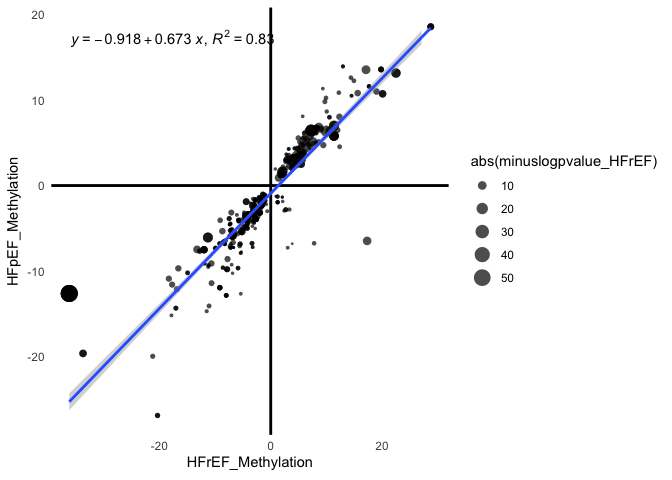 20
y = −0.918 + 0.673 x, R² = 0.83
10
0
-10
-20
HFpEF_Methylation
-20 0 20
HFrEF_Methylation
abs(minuslogpvalue_HFrEF)
10
20
30
40
50